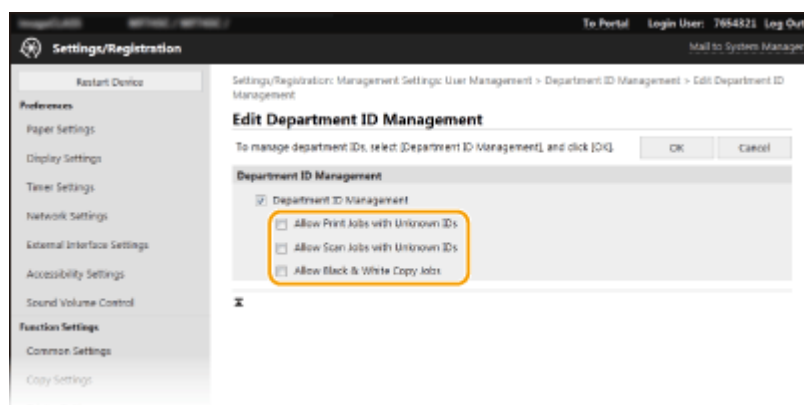 To Portal Login User: 7654321 Log Out
Settings/Registration
Mail to System Manager
Restart Device
Preferences
Paper Settings
Display Settings
Timer Settings
Network Settings
External Interface Settings
Accessibility Settings
Sound Volume Control
Function Settings
Common Settings
Copy Settings
Settings/Registration: Management Settings: User Management > Department ID Management > Edit Department ID
Management
Edit Department ID Management
To manage department IDs, select [Department ID Management], and click [OK].
OK
Cancel
Department ID Management
Department ID Management
Allow Print Jobs with Unknown IDs
Allow Scan Jobs with Unknown IDs
Allow Black & White Copy Jobs